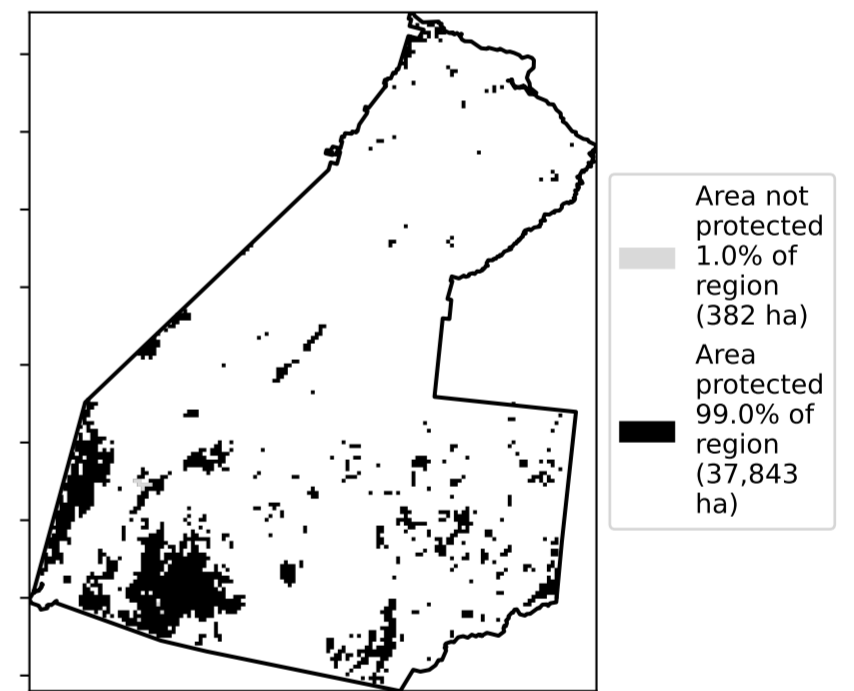 Area not
protected
1.0% of
region
(382 ha)
Area
protected
99.0% of
region
(37,843
ha)